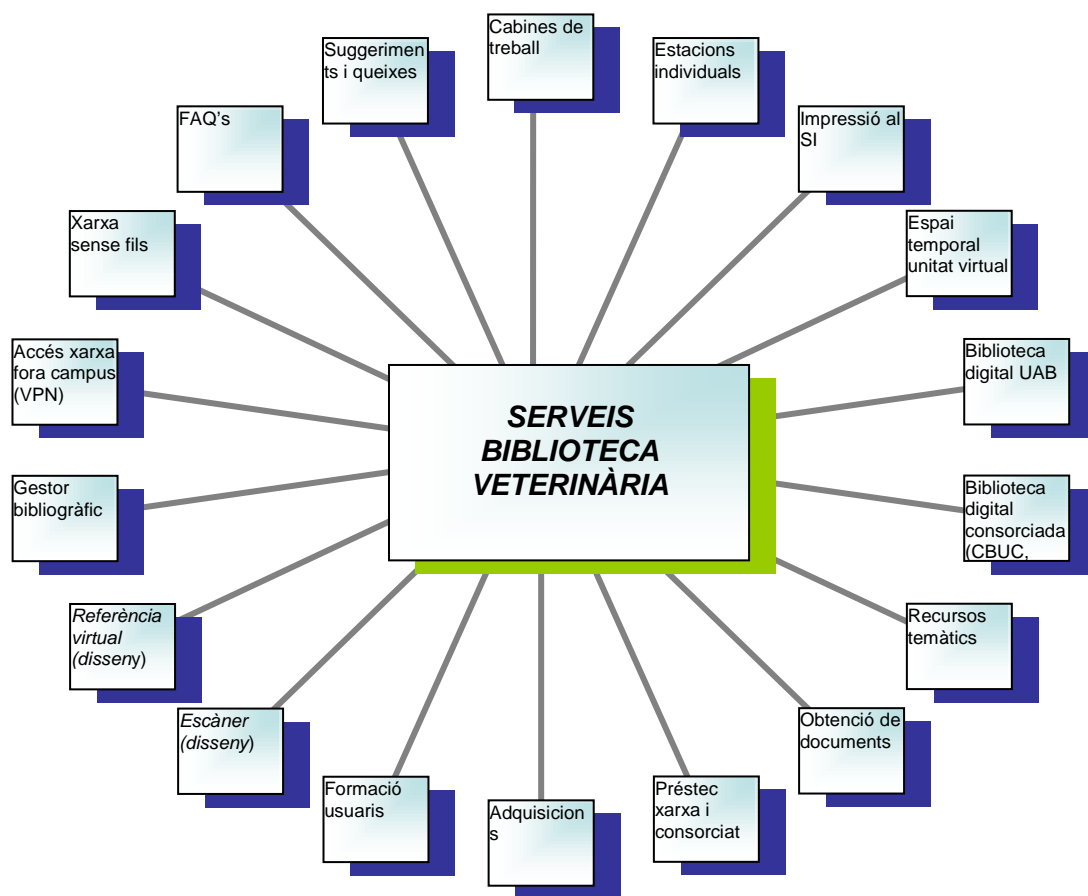 Cabines de
treball
Suggerimen
ts i queixes
Estacions
individuals
FAQ's
Impressió al
SI
Xarxa
sense fils
Espai
temporal
unitat virtual
Accés xarxa
fora campus
(VPN)
Biblioteca
digital UAB
SERVEIS
BIBLIOTECA
VETERINÀRIA
Gestor
bibliogràfic
Biblioteca
digital
consorciada
(CBUC,
Referència
virtual
(disseny)
Recursos
temàtics
Escàner
(disseny)
Obtenció de
documents
Formació
usuaris
Adquisicion
s
Préstec
xarxa i
consorciat